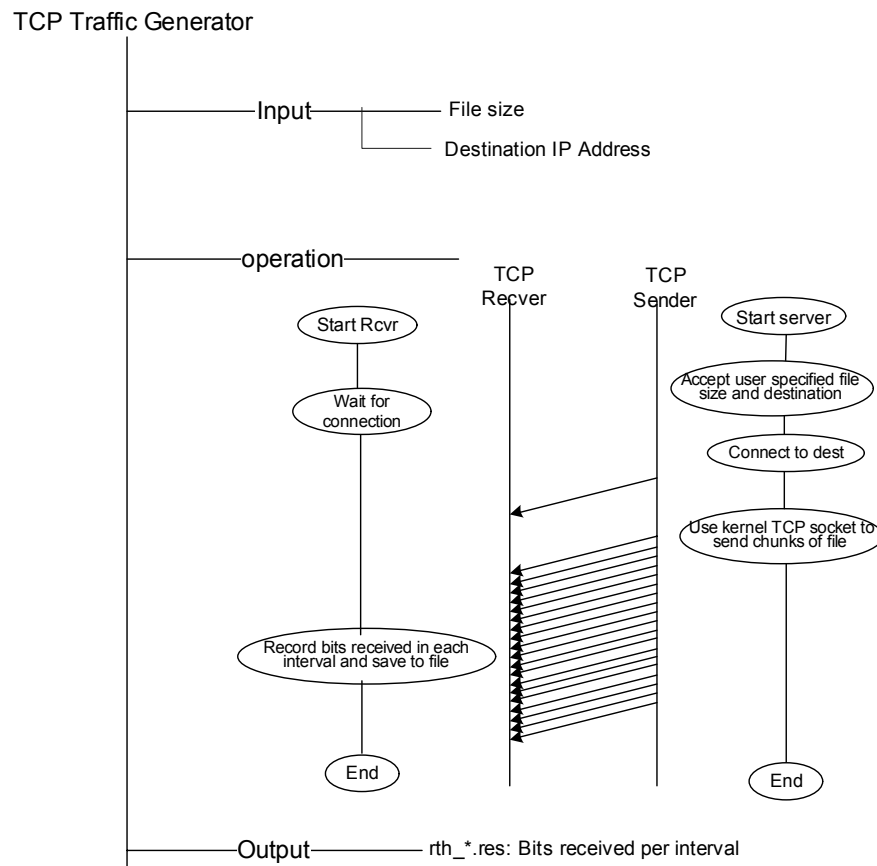 TCP Traffic Generator
Input
File size
Destination IP Address
operation
TCP
Recver
TCP
Sender
Start Rcvr
Wait for
connection
Record bits received in each
interval and save to file
End
Start server
Accept user specified file
size and destination
Connect to dest
Use kernel TCP socket to
send chunks of file
End
Output
rth_*.res: Bits received per interval